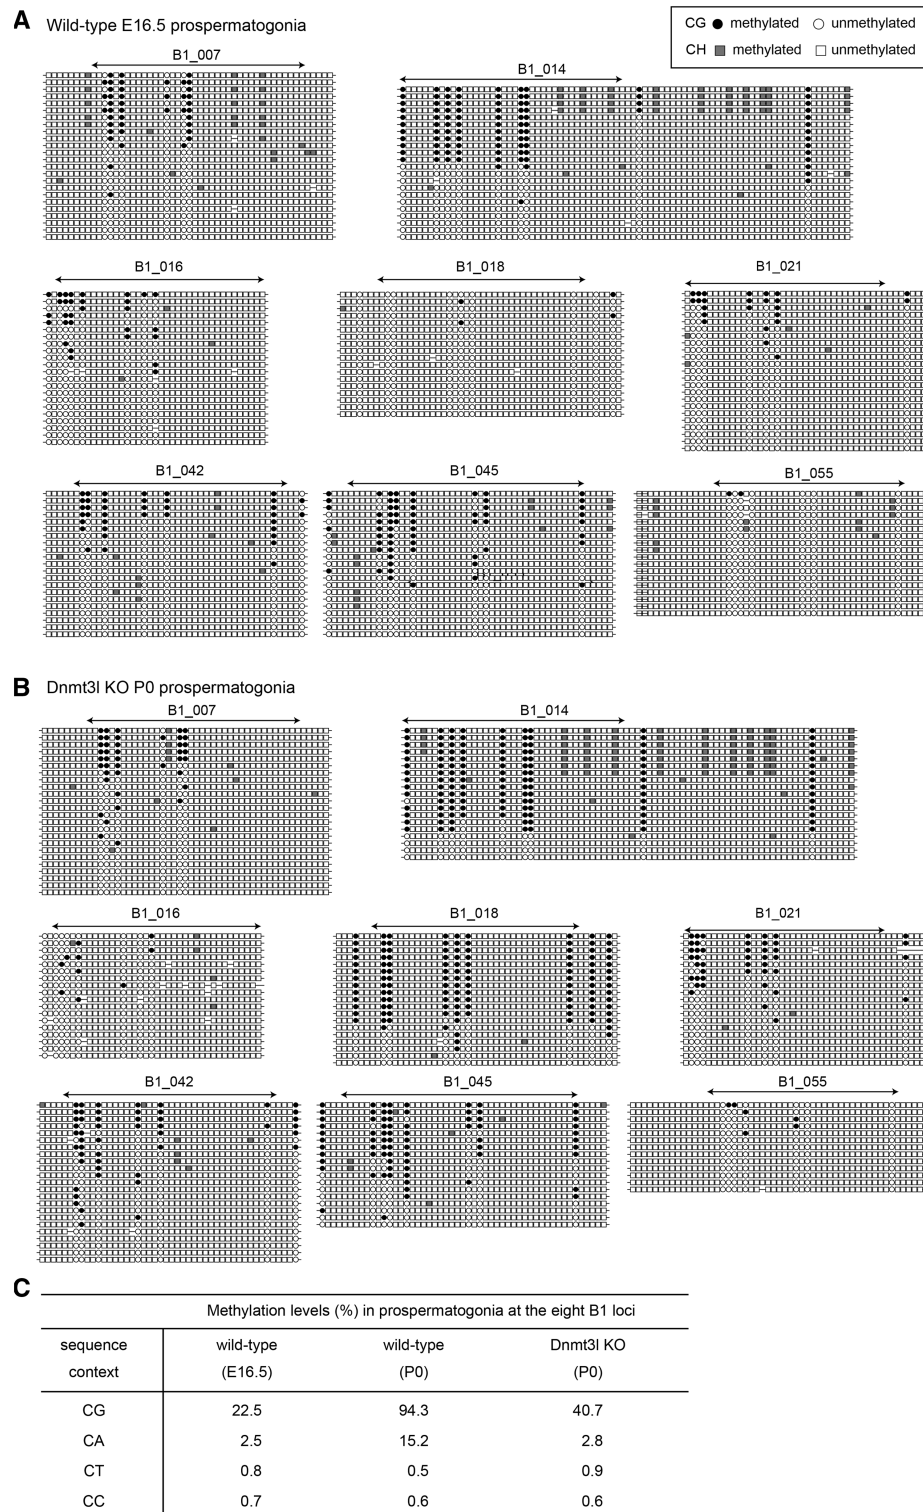 A Wild-type E16.5 prospermatogonia
CG methylated unmethylated
CH methylated unmethylated
B1_007
B1_014
B1_016
B1_018
B1_021
B1_042
B1_045
B1_055
B Dnmt3l KO P0 prospermatogonia
B1_007
B1_014
B1_016
B1_018
B1_021
B1_042
B1_045
B1_055
C
Methylation levels (%) in prospermatogonia at the eight B1 loci
sequence wild-type wild-type Dnmt3l KO
context (E16.5) (P0) (P0)
CG 22.5 94.3 40.7
CA 2.5 15.2 2.8
CT 0.8 0.5 0.9
CC 0.7 0.6 0.6